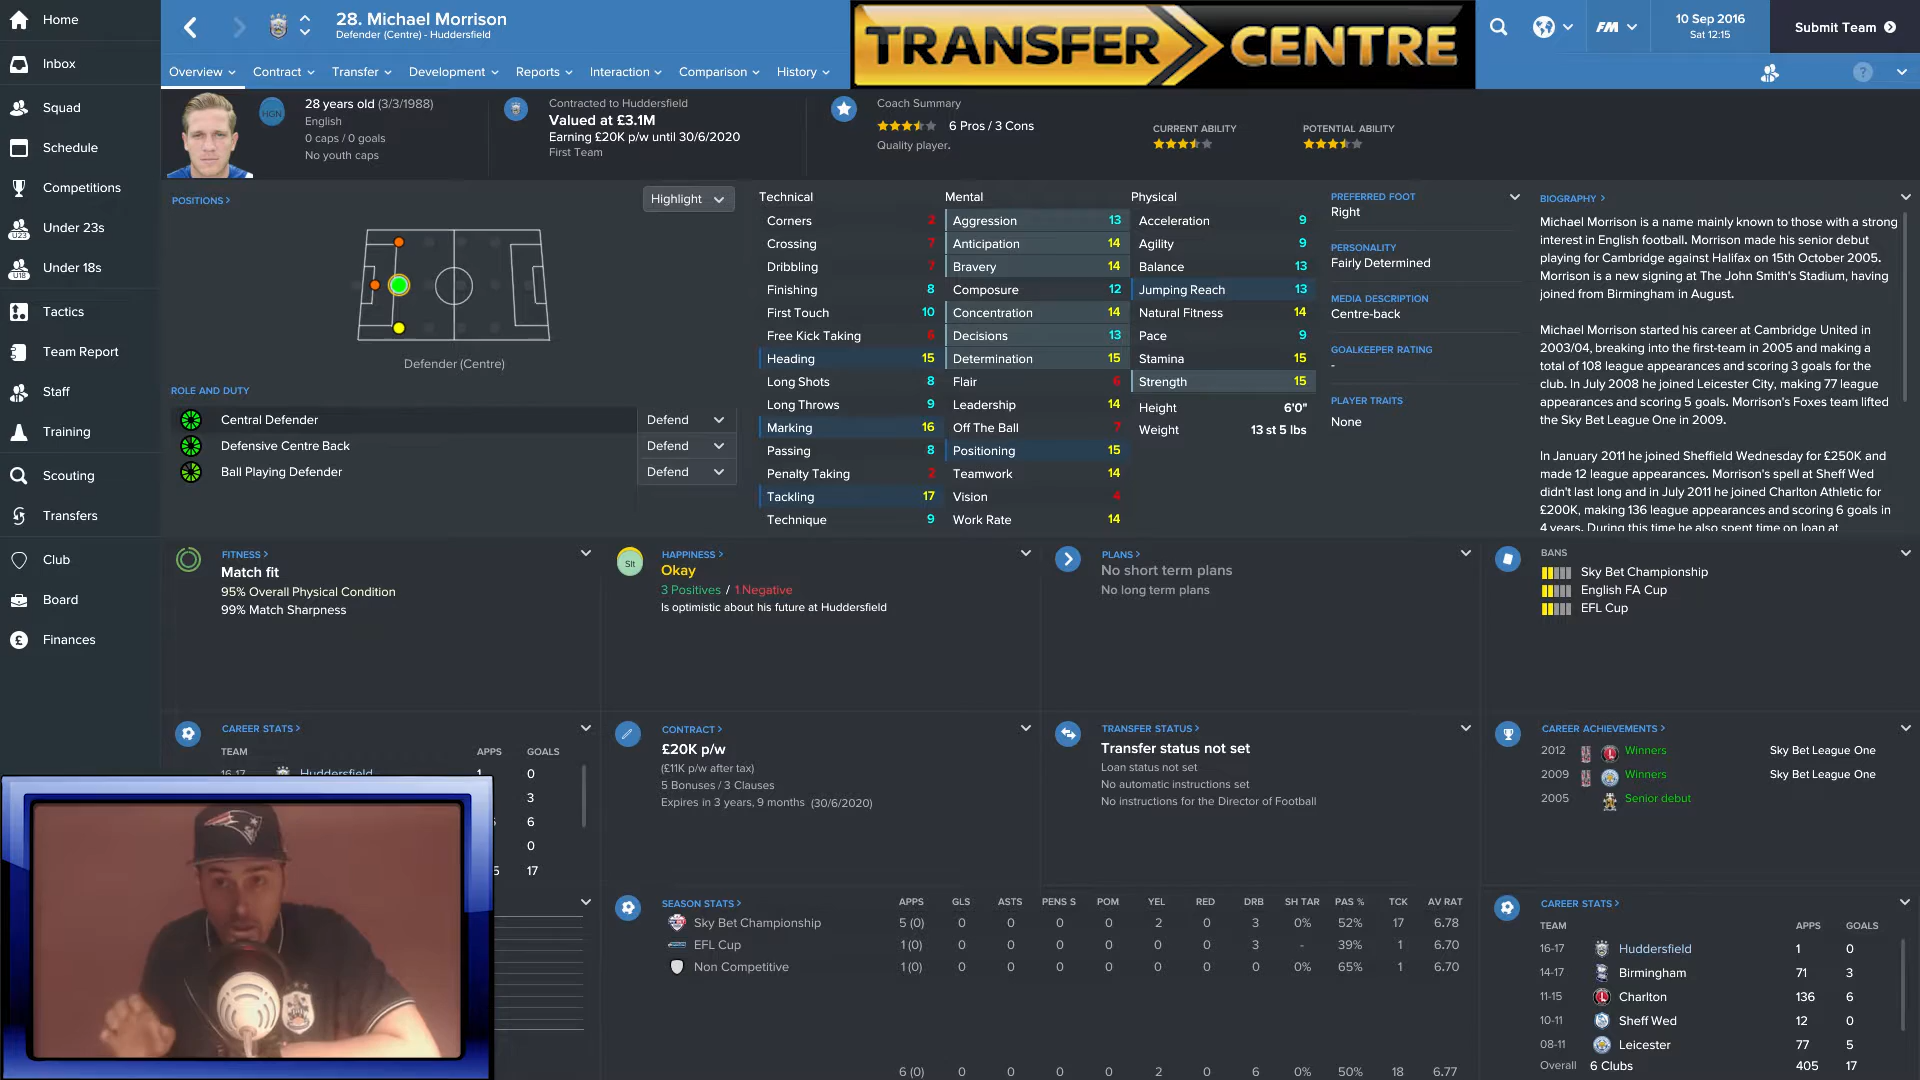 Home
Inbox
Squad
Schedule
Competitions
Under 23s
Under 18s
Tactics
Team Report
Staff
Training
Scouting
Transfers
Club
Board
Finances
28. Michael Morrison
Defender (Centre) - Huddersfield
TRANSFER CENTRE
FM
10 Sep 2016
Sat 12:15
Submit Team
Overview Contract Transfer Development Reports Interaction Comparison History
HGN
28 years old (3/3/1988)
English
0 caps / 0 goals
No youth caps
Contracted to Huddersfield
Valued at £3.1M
Earning £20K p/w until 30/6/2020
First Team
Coach Summary
6 Pros / 3 Cons
Quality player.
CURRENT ABILITY
POTENTIAL ABILITY
POSITIONS >
Highlight
Defender (Centre)
ROLE AND DUTY
Central Defender Defend
Defensive Centre Back Defend
Ball Playing Defender Defend
Technical
Corners 2
Crossing 7
Dribbling 7
Finishing 8
First Touch 10
Free Kick Taking 6
Heading 15
Long Shots 8
Long Throws 9
Marking 16
Passing 8
Penalty Taking 2
Tackling 17
Technique 9
Mental
Aggression 13
Anticipation 14
Bravery 14
Composure 12
Concentration 14
Decisions 13
Determination 15
Flair 6
Leadership 14
Off The Ball 7
Positioning 15
Teamwork 14
Vision 4
Work Rate 14
Physical
Acceleration 9
Agility 9
Balance 13
Jumping Reach 13
Natural Fitness 14
Pace 9
Stamina 15
Strength 15
Height 6'0"
Weight 13 st 5 lbs
PREFERRED FOOT
Right
PERSONALITY
Fairly Determined
MEDIA DESCRIPTION
Centre-back
GOALKEEPER RATING
-
PLAYER TRAITS
None
BIOGRAPHY >
Michael Morrison is a name mainly known to those with a strong
interest in English football. Morrison made his senior debut
playing for Cambridge against Halifax on 15th October 2005.
Morrison is a new signing at The John Smith's Stadium, having
joined from Birmingham in August.
Michael Morrison started his career at Cambridge United in
2003/04, breaking into the first-team in 2005 and making a
total of 108 league appearances and scoring 3 goals for the
club. In July 2008 he joined Leicester City, making 77 league
appearances and scoring 5 goals. Morrison's Foxes team lifted
the Sky Bet League One in 2009.
In January 2011 he joined Sheffield Wednesday for £250K and
made 12 league appearances. Morrison's spell at Sheff Wed
didn't last long and in July 2011 he joined Charlton Athletic for
£200K, making 136 league appearances and scoring 6 goals in
4 years. During this time he also spent time on loan at
FITNESS >
Match fit
95% Overall Physical Condition
99% Match Sharpness
Slt
HAPPINESS >
Okay
3 Positives / 1 Negative
Is optimistic about his future at Huddersfield
PLANS >
No short term plans
No long term plans
BANS
Sky Bet Championship
English FA Cup
EFL Cup
CAREER STATS >
TEAM APPS GOALS
16-17 Huddersfield 1 0
3
6
0
5 17
CONTRACT >
£20K p/w
(£11K p/w after tax)
5 Bonuses / 3 Clauses
Expires in 3 years, 9 months (30/6/2020)
TRANSFER STATUS >
Transfer status not set
Loan status not set
No automatic instructions set
No instructions for the Director of Football
CAREER ACHIEVEMENTS >
2012 Winners Sky Bet League One
2009 Winners Sky Bet League One
2005 Senior debut
SEASON STATS > APPS GLS ASTS PENS S POM YEL RED DRB SH TAR PAS % TCK AV RAT
Sky Bet Championship 5 (0) 0 0 0 0 2 0 3 0% 52% 17 6.78
EFL Cup 1 (0) 0 0 0 0 0 0 3 - 39% 1 6.70
Non Competitive 1 (0) 0 0 0 0 0 0 0 0% 65% 1 6.70
6 (0) 0 0 0 0 2 0 6 0% 50% 18 6.77
CAREER STATS >
TEAM APPS GOALS
16-17 Huddersfield 1 0
14-17 Birmingham 71 3
11-15 Charlton 136 6
10-11 Sheff Wed 12 0
08-11 Leicester 77 5
Overall 6 Clubs 405 17